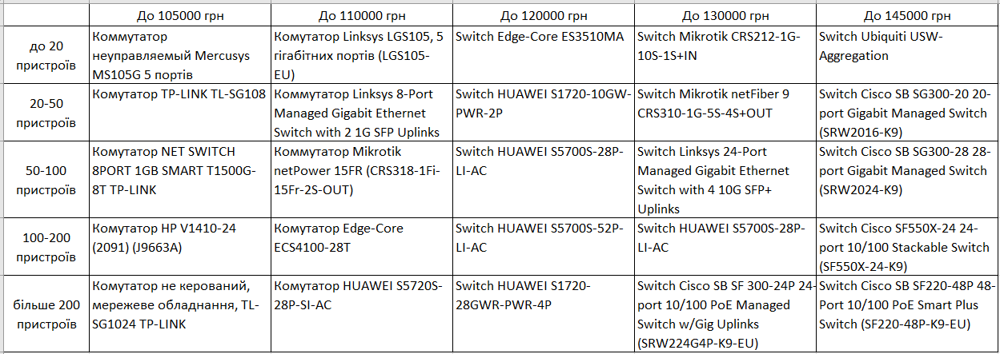 До 105000 грн
До 110000 грн
До 120000 грн
До 130000 грн
До 145000 грн
до 20
пристроїв
Коммутатор
неуправляемый Mercusys
MS105G 5 портів
Комутатор Linksys LGS105, 5
гігабітних портів (LGS105-
EU)
Switch Edge-Core ES3510MA
Switch Mikrotik CRS212-1G-
10S-1S+IN
Switch Ubiquiti USW-
Aggregation
20-50
пристроїв
Комутатор TP-LINK TL-SG108
Коммутатор Linksys 8-Port
Managed Gigabit Ethernet
Switch with 2 1G SFP Uplinks
Switch HUAWEI S1720-10GW-
PWR-2P
Switch Mikrotik netFiber 9
CRS310-1G-5S-4S+OUT
Switch Cisco SB SG300-20 20-
port Gigabit Managed Switch
(SRW2016-K9)
50-100
пристроїв
Комутатор NET SWITCH
8PORT 1GB SMART T1500G-
8T TP-LINK
Коммутатор Mikrotik
netPower 15FR (CRS318-1Fi-
15Fr-2S-OUT)
Switch HUAWEI S5700S-28P-
LI-AC
Switch Linksys 24-Port
Managed Gigabit Ethernet
Switch with 4 10G SFP+
Uplinks
Switch Cisco SB SG300-28 28-
port Gigabit Managed Switch
(SRW2024-K9)
100-200
пристроїв
Комутатор HP V1410-24
(2091) (J9663A)
Комутатор Edge-Core
ECS4100-28T
Switch HUAWEI S5700S-52P-
LI-AC
Switch HUAWEI S5700S-28P-
LI-AC
Switch Cisco SF550X-24 24-
port 10/100 Stackable Switch
(SF550X-24-K9)
більше 200
пристроїв
Комутатор не керований,
мережеве обладнання, TL-
SG1024 TP-LINK
Комутатор HUAWEI S5720S-
28P-SI-AC
Switch HUAWEI S1720-
28GWR-PWR-4P
Switch Cisco SB SF 300-24P 24-
port 10/100 PoE Managed
Switch w/Gig Uplinks
(SRW224G4P-K9-EU)
Switch Cisco SB SF220-48P 48-
Port 10/100 PoE Smart Plus
Switch (SF220-48P-K9-EU)